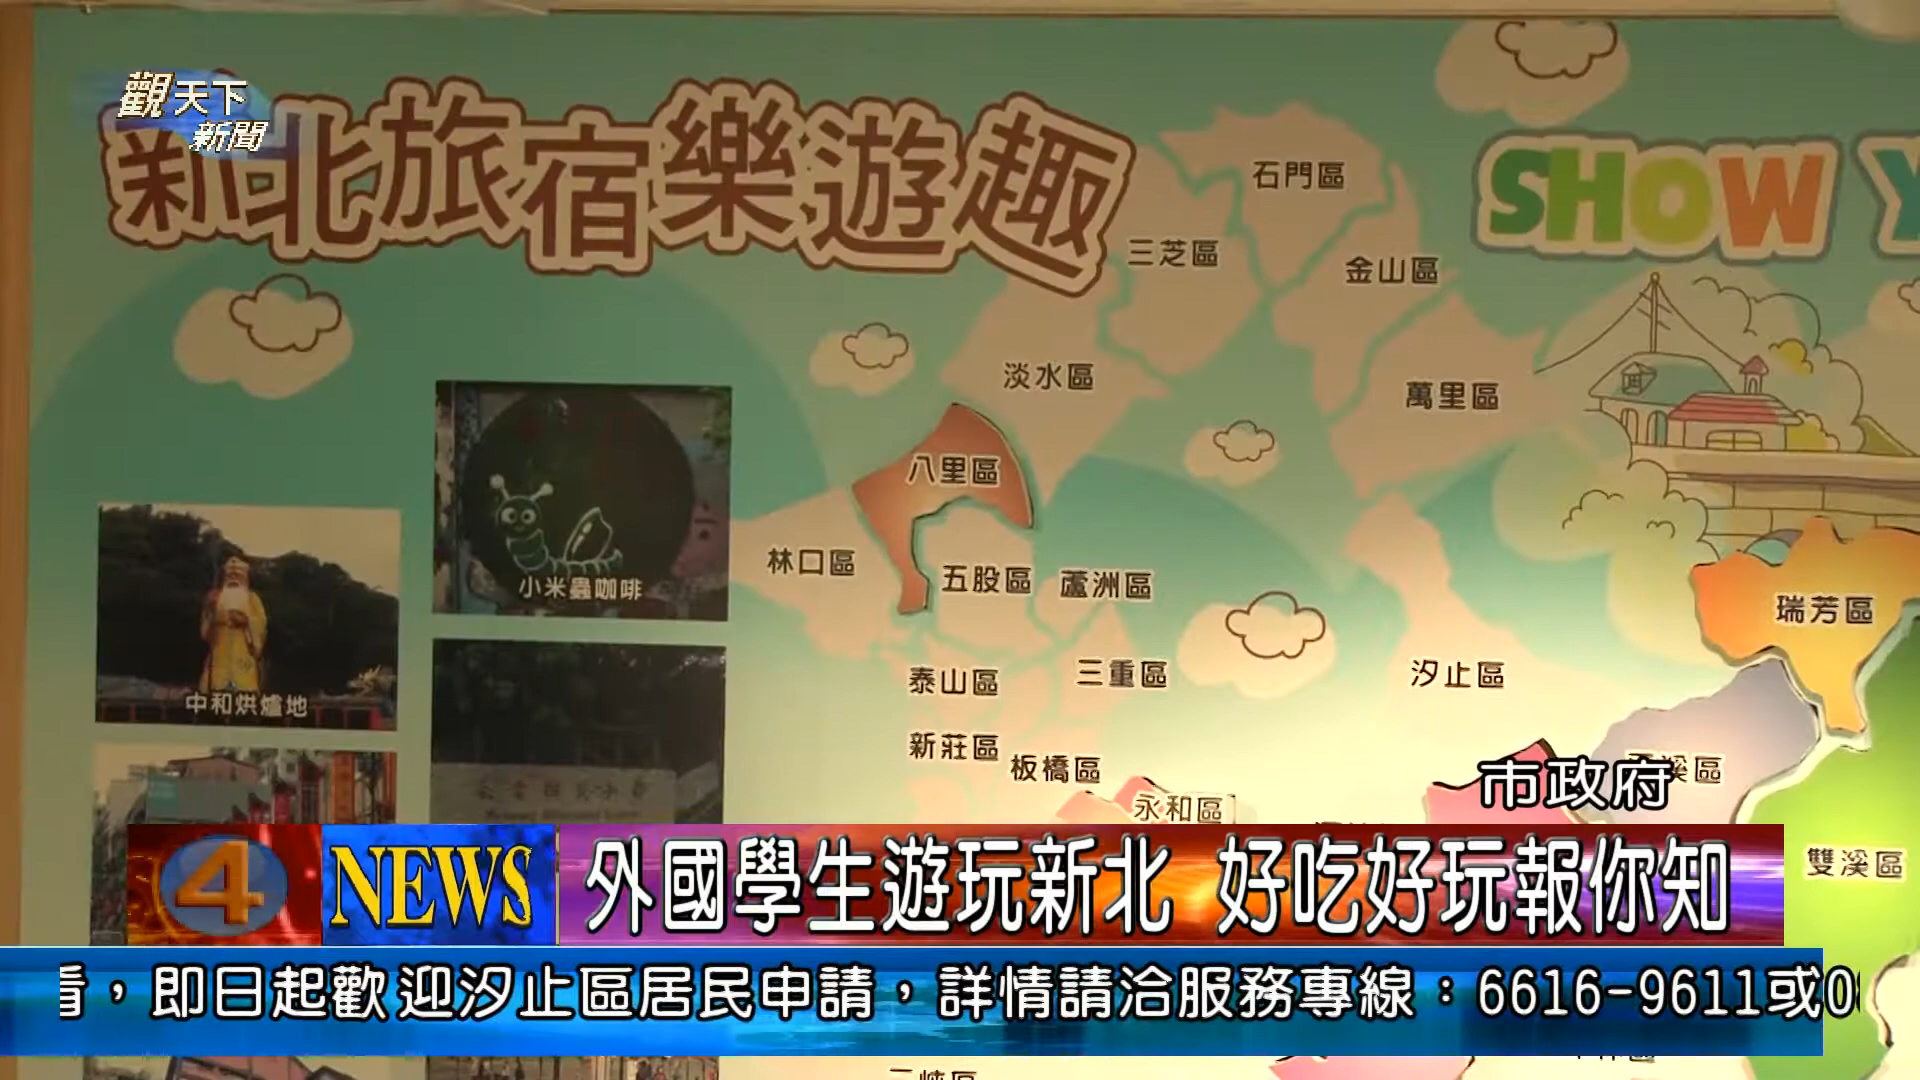 觀天下
新聞
新北旅宿樂遊趣
SHOW
石門區
三芝區
金山區
淡水區
萬里區
八里區
林口區
五股區
蘆洲區
瑞芳區
小米蟲咖啡
中和烘爐地
泰山區
三重區
汐止區
新莊區
板橋區
永和區
雙溪區
市政府
4 NEWS 外國學生遊玩新北 好吃好玩報你知
，即日起歡迎汐止區居民申請，詳情請洽服務專線：6616-9611或0